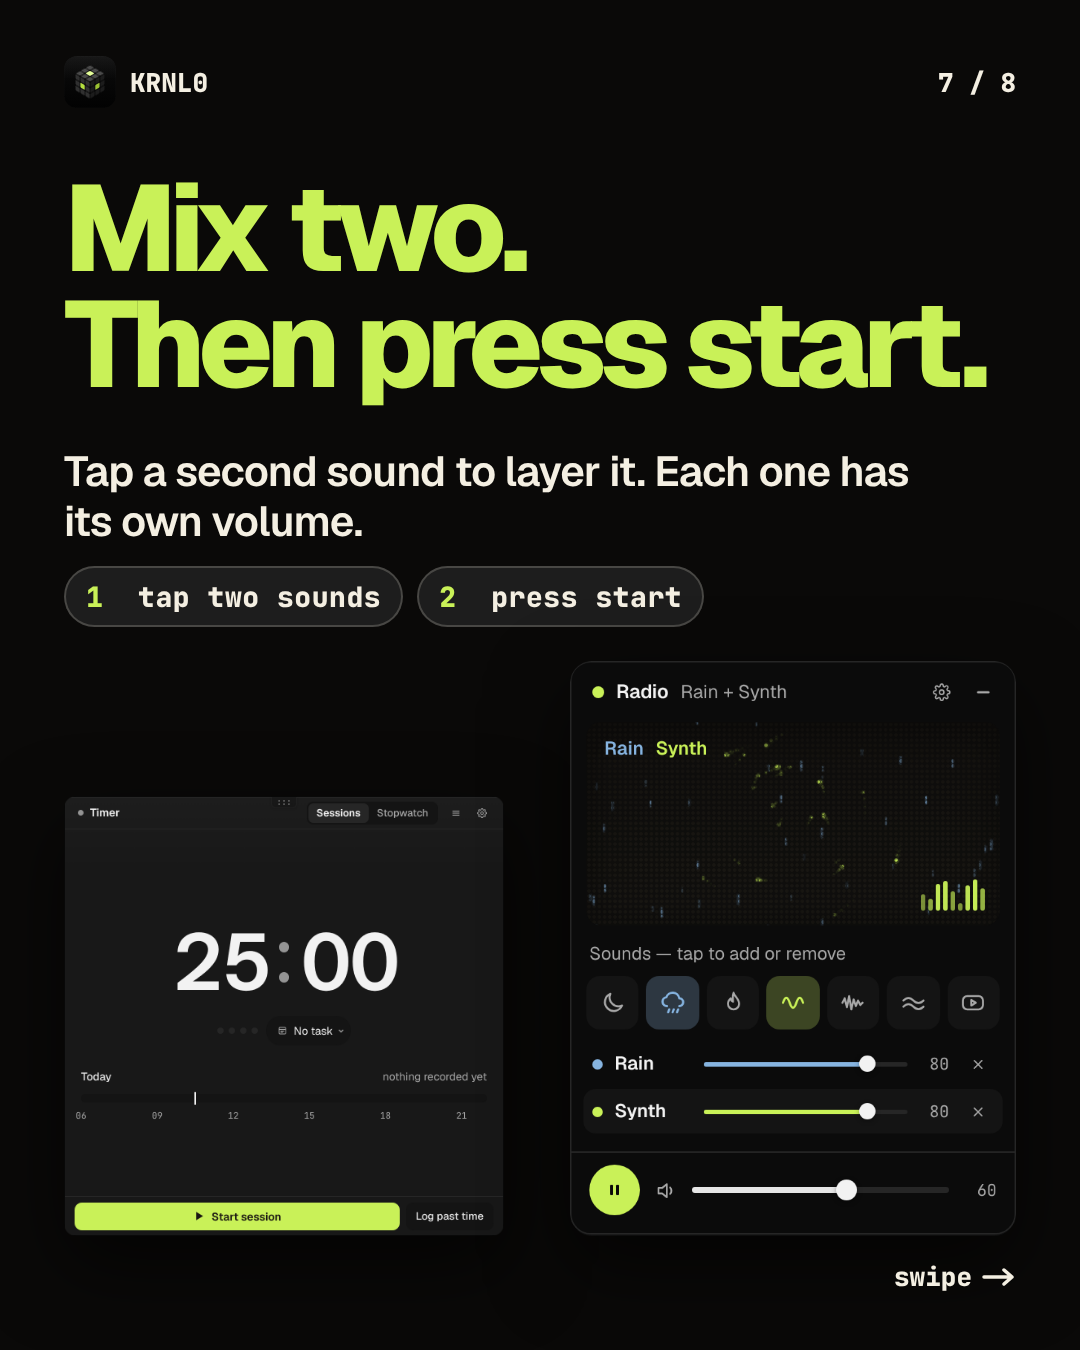 KRNL0
7 / 8
Mix two.
Then press start.
Tap a second sound to layer it. Each one has
its own volume.
1 tap two sounds
2 press start
Timer
Sessions
Stopwatch
25:00
No task
Today
nothing recorded yet
06 09 12 15 18 21
Start session
Log past time
Radio Rain + Synth
Rain Synth
Sounds — tap to add or remove
Rain 80
Synth 80
60
swipe →